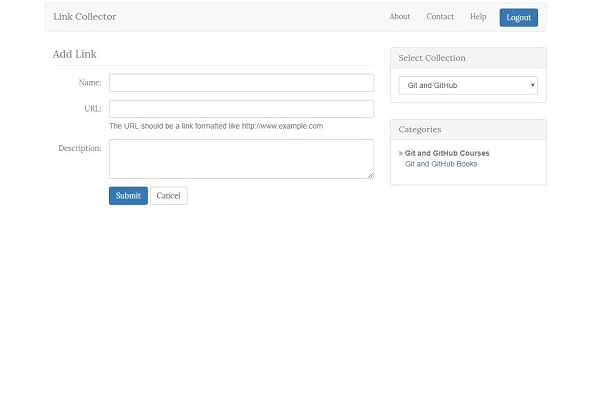 Link Collector
About Contact Help Logout
Add Link
Name:
URL:
The URL should be a link formatted like http://www.example.com
Description:
Submit Cancel
Select Collection
Git and GitHub
Categories
» Git and GitHub Courses
Git and GitHub Books